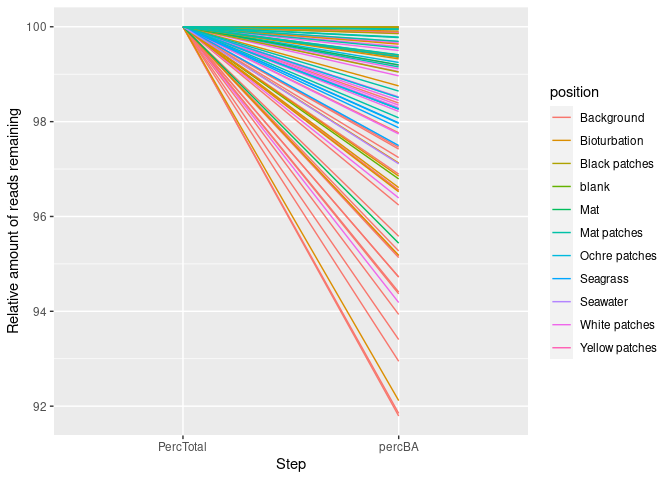 Relative amount of reads remaining
100
98
96
94
92
PercTotal
percBA
Step
position
Background
Bioturbation
Black patches
blank
Mat
Mat patches
Ochre patches
Seagrass
Seawater
White patches
Yellow patches